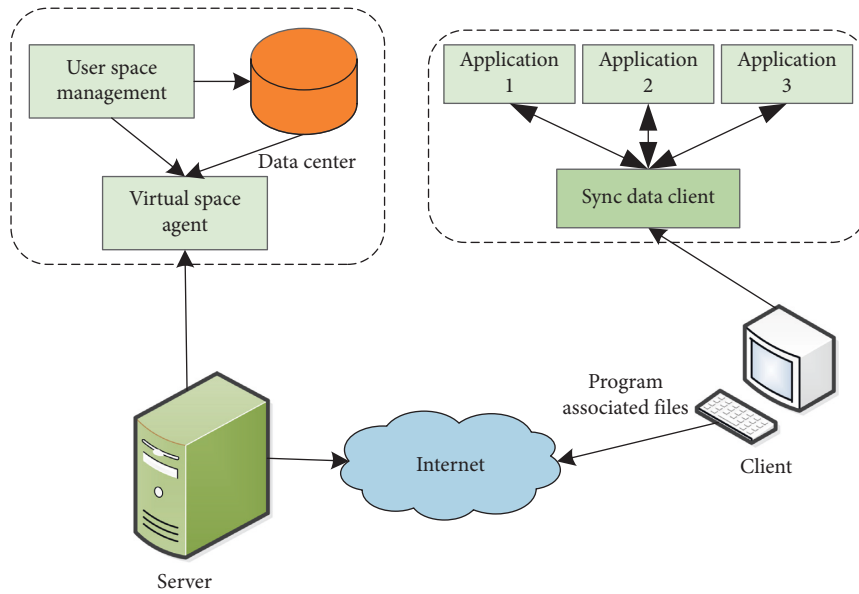 User space
management
Data center
Virtual space
agent
Application
1
Application
2
Application
3
Sync data client
Program
associated files
Internet
Client
Server